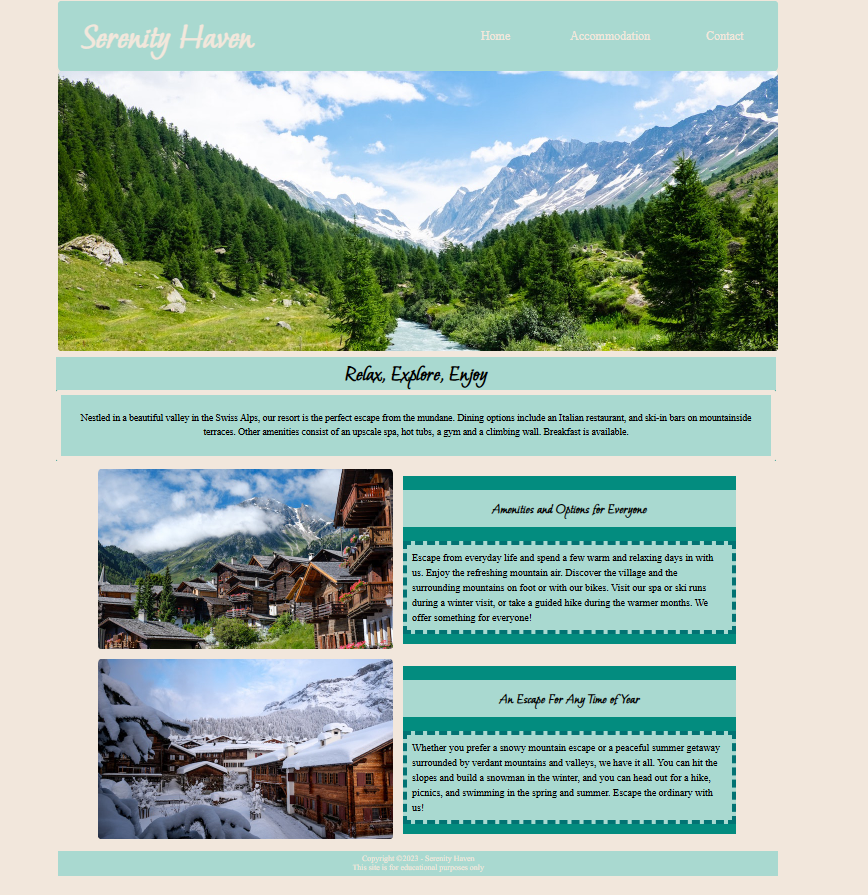 Serenity Haven
Home Accommodation Contact
Relax, Explore, Enjoy
Nestled in a beautiful valley in the Swiss Alps, our resort is the perfect escape from the mundane. Dining options include an Italian restaurant, and ski-in bars on mountainside
terraces. Other amenities consist of an upscale spa, hot tubs, a gym and a climbing wall. Breakfast is available.
Amenities and Options for Everyone
Escape from everyday life and spend a few warm and relaxing days in with
us. Enjoy the refreshing mountain air. Discover the village and the
surrounding mountains on foot or with our bikes. Visit our spa or ski runs
during a winter visit, or take a guided hike during the warmer months. We
offer something for everyone!
An Escape For Any Time of Year
Whether you prefer a snowy mountain escape or a peaceful summer getaway
surrounded by verdant mountains and valleys, we have it all. You can hit the
slopes and build a snowman in the winter, and you can head out for a hike,
picnics, and swimming in the spring and summer. Escape the ordinary with
us!
Copyright ©2023 - Serenity Haven
This site is for educational purposes only